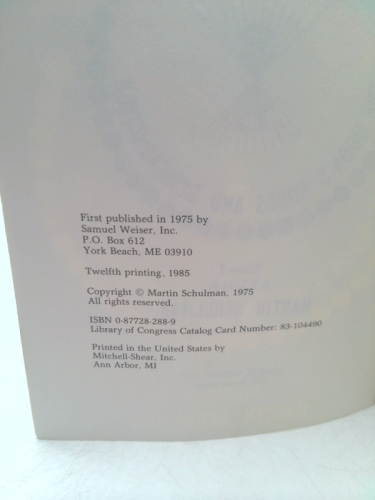 First published in 1975 by
Samuel Weiser, Inc.
P.O. Box 612
York Beach, ME 03910
Twelfth printing, 1985
Copyright © Martin Schulman, 1975
All rights reserved.
ISBN 0-87728-288-9
Library of Congress Catalog Card Number: 83-104490
Printed in the United States by
Mitchell-Shear, Inc.
Ann Arbor, MI